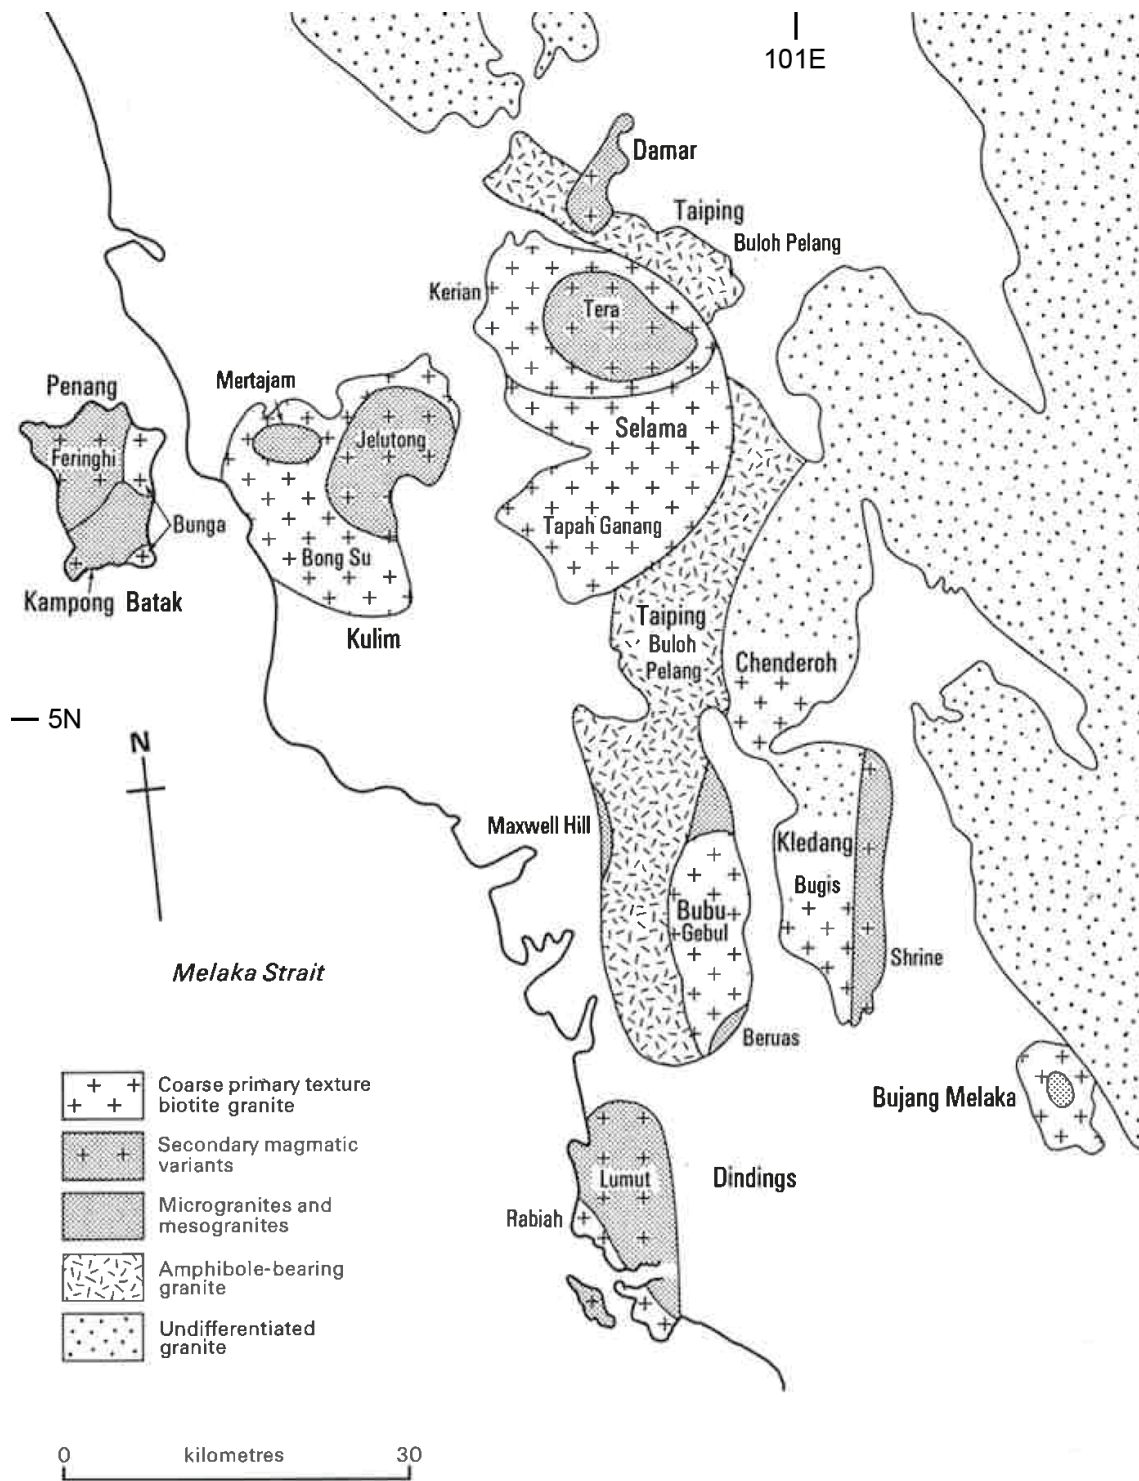 101E
Damar
Taiping
Buloh Pelang
Kerian
Tera
Penang
Mertajam
Feringhi
Jelutong
Selama
Bunga
Tapah Ganang
Bong Su
Kampong Batak
Kulim
Taiping
Buloh
Pelang
Chenderoh
5N
N
Maxwell Hill
Kledang
Bugis
Bubu
Gebul
Shrine
Melaka Strait
Beruas
Bujang Melaka
Lumut
Dindings
Rabiah
Coarse primary texture
biotite granite
Secondary magmatic
variants
Microgranites and
mesogranites
Amphibole-bearing
granite
Undifferentiated
granite
0 kilometres 30